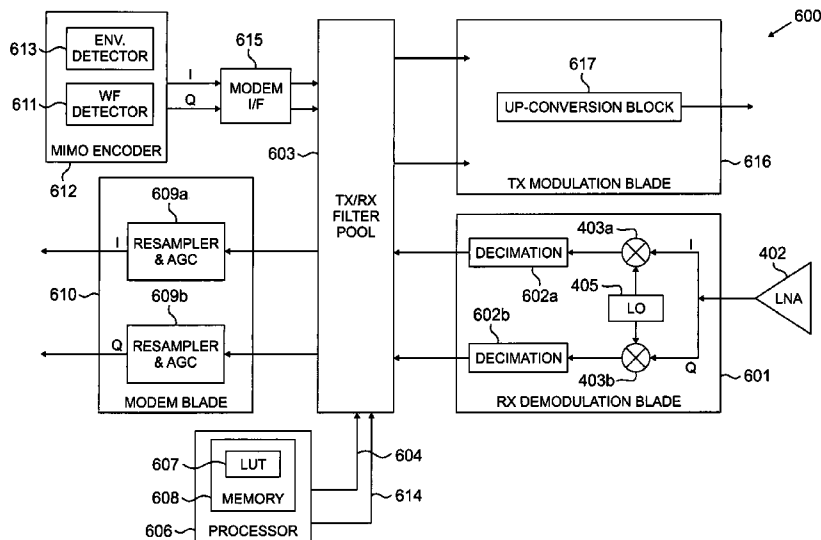 600
613
ENV.
DETECTOR
611
WF
DETECTOR
MIMO ENCODER
612
I
Q
615
MODEM
I/F
603
TX/RX
FILTER
POOL
617
UP-CONVERSION BLOCK
616
TX MODULATION BLADE
609a
I
RESAMPLER
& AGC
610
609b
Q
RESAMPLER
& AGC
MODEM BLADE
403a
I
DECIMATION
602a
405
LO
402
LNA
602b
DECIMATION
403b
Q
601
RX DEMODULATION BLADE
607
LUT
608
MEMORY
606
PROCESSOR
604
614